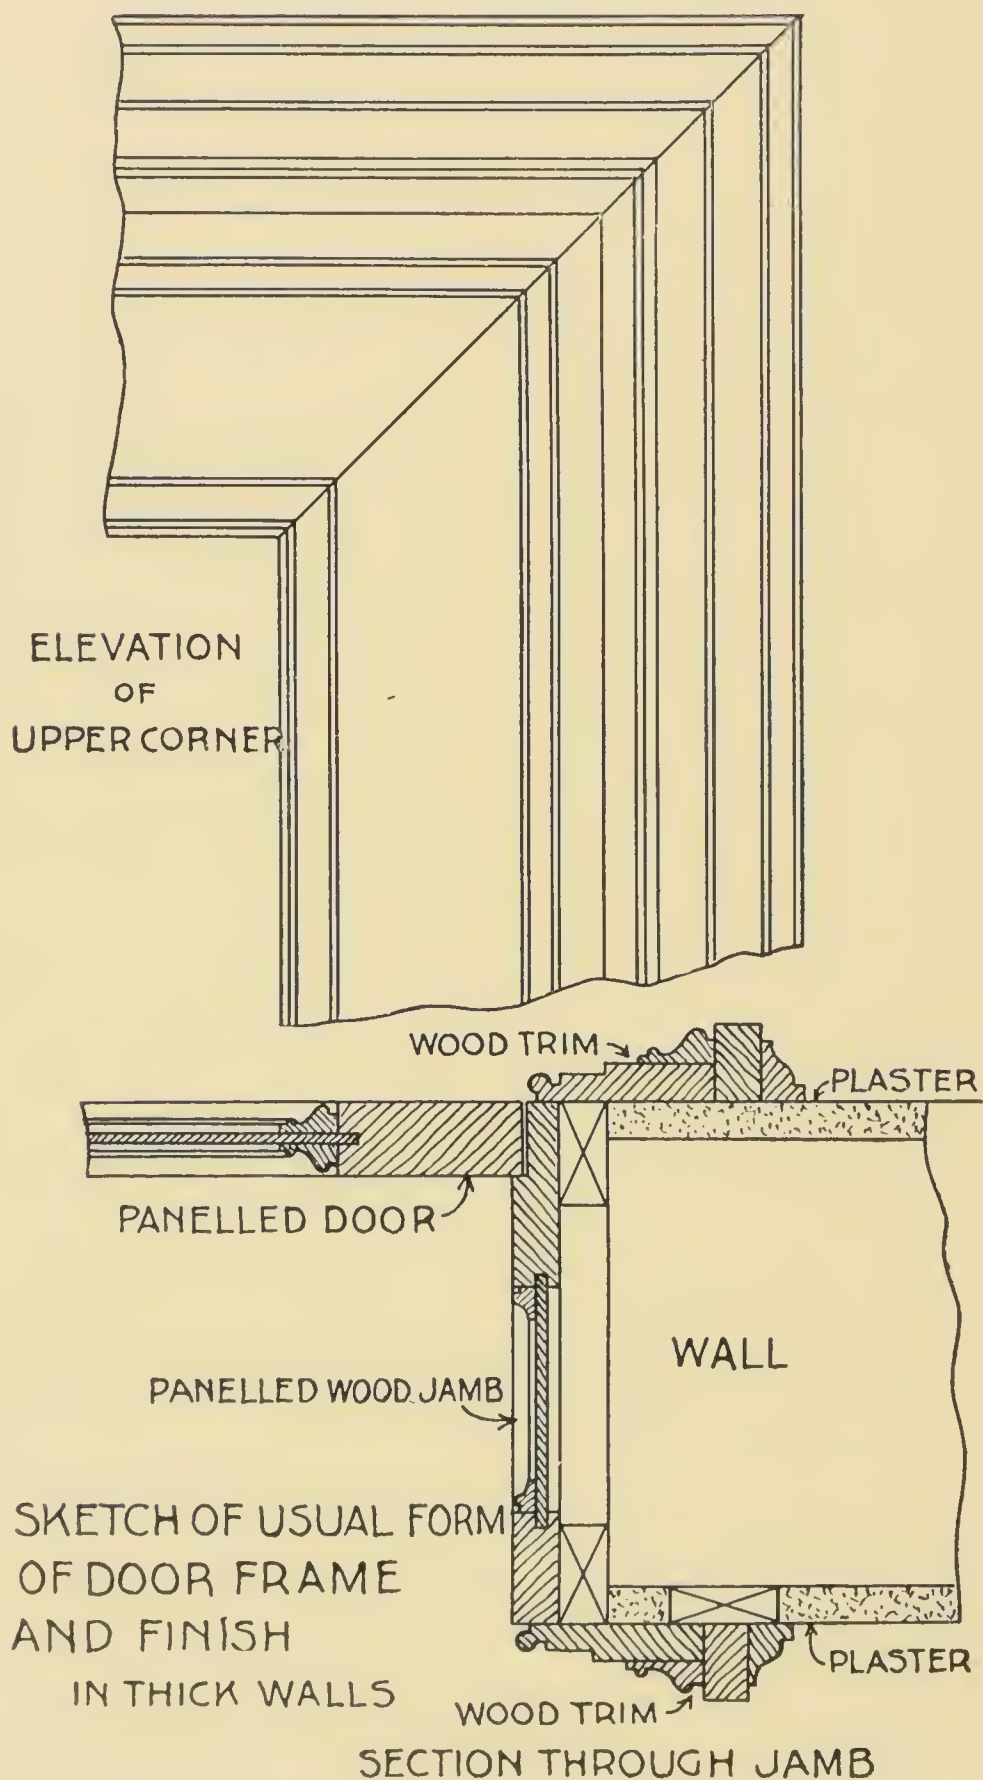 ELEVATION
OF
UPPER CORNER
WOOD TRIM
PLASTER
PANELLED DOOR
WALL
PANELLED WOOD JAMB
SKETCH OF USUAL FORM
OF DOOR FRAME
AND FINISH
IN THICK WALLS
PLASTER
WOOD TRIM
SECTION THROUGH JAMB